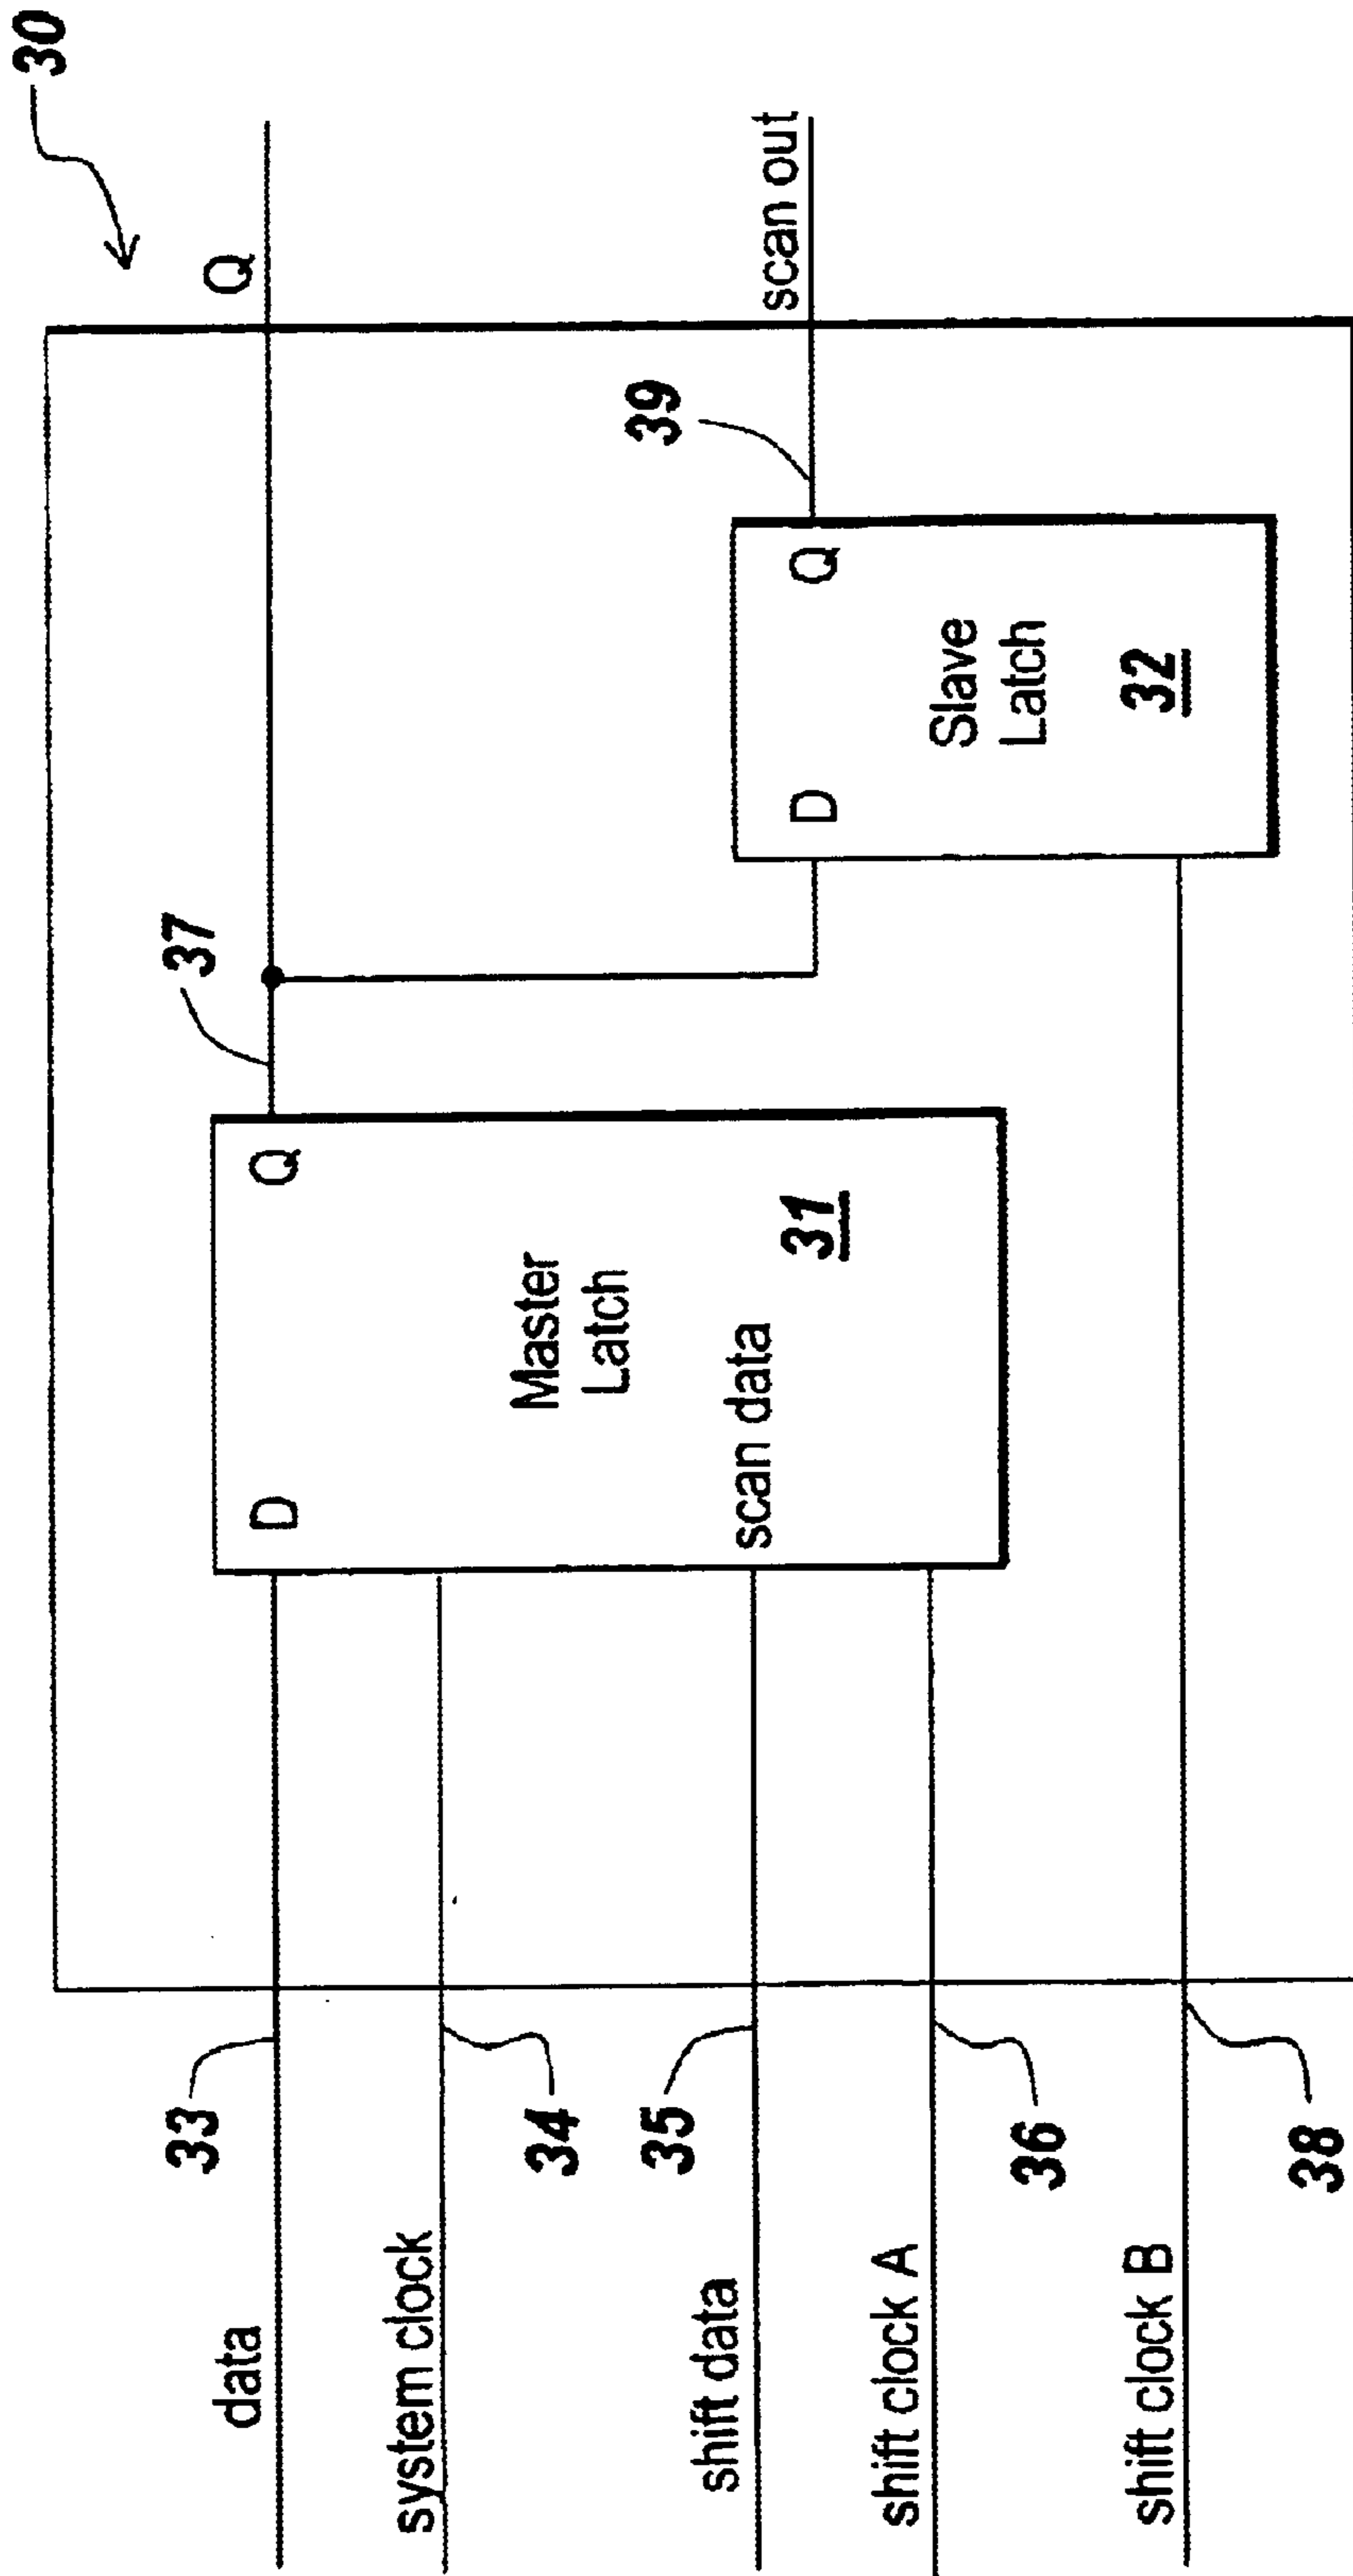 30
Q
37
D
Q
Master
Latch
scan data
31
39
scan out
D
Q
Slave
Latch
32
data
33
system clock
34
shift data
35
shift clock A
36
shift clock B
38